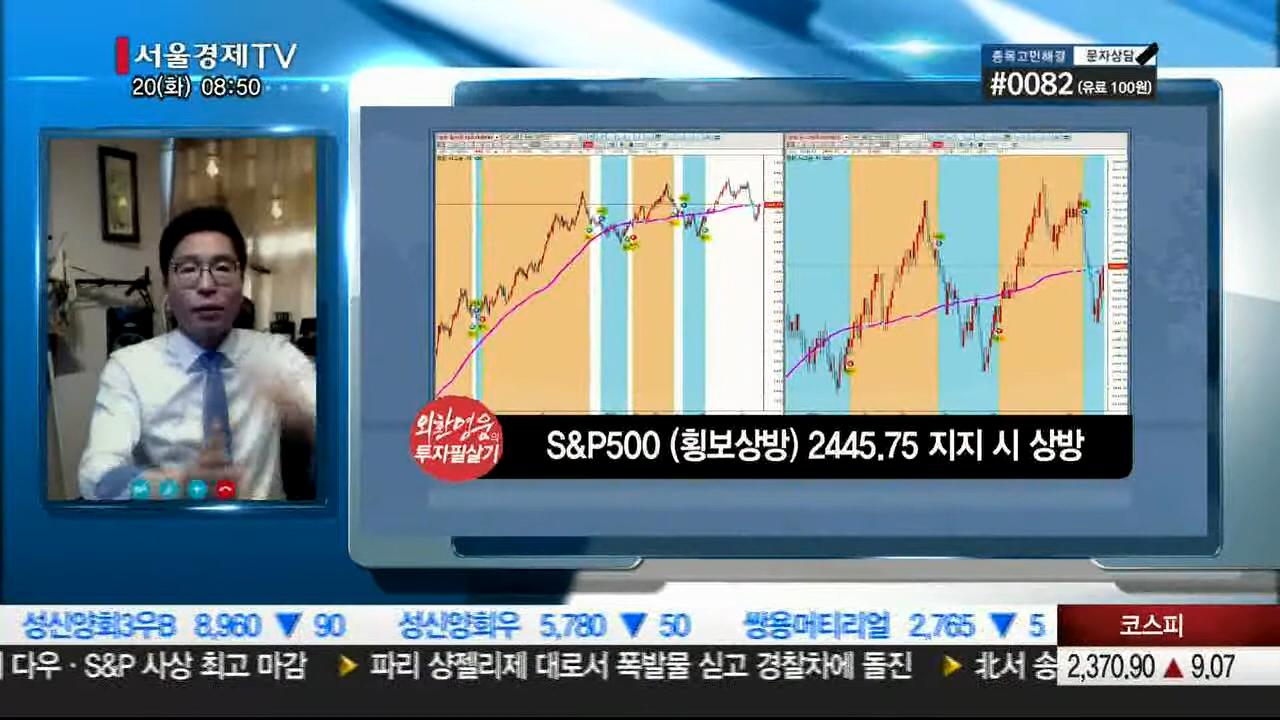 서울경제TV
20(화) 08:50
종목고민해결 문자상담
#0082 (유료 100원)
외환영웅의
투자필살기
S&P500 (횡보상방) 2445.75 지지 시 상방
성신양회3우B 8,960 ▼ 90 성신양회우 5,780 ▼ 50 쌍용머티리얼 2,765 ▼ 5
코스피
다우·S&P 사상 최고 마감 파리 샹젤리제 대로서 폭발물 싣고 경찰차에 돌진 北서 송
2,370.90 ▲ 9.07